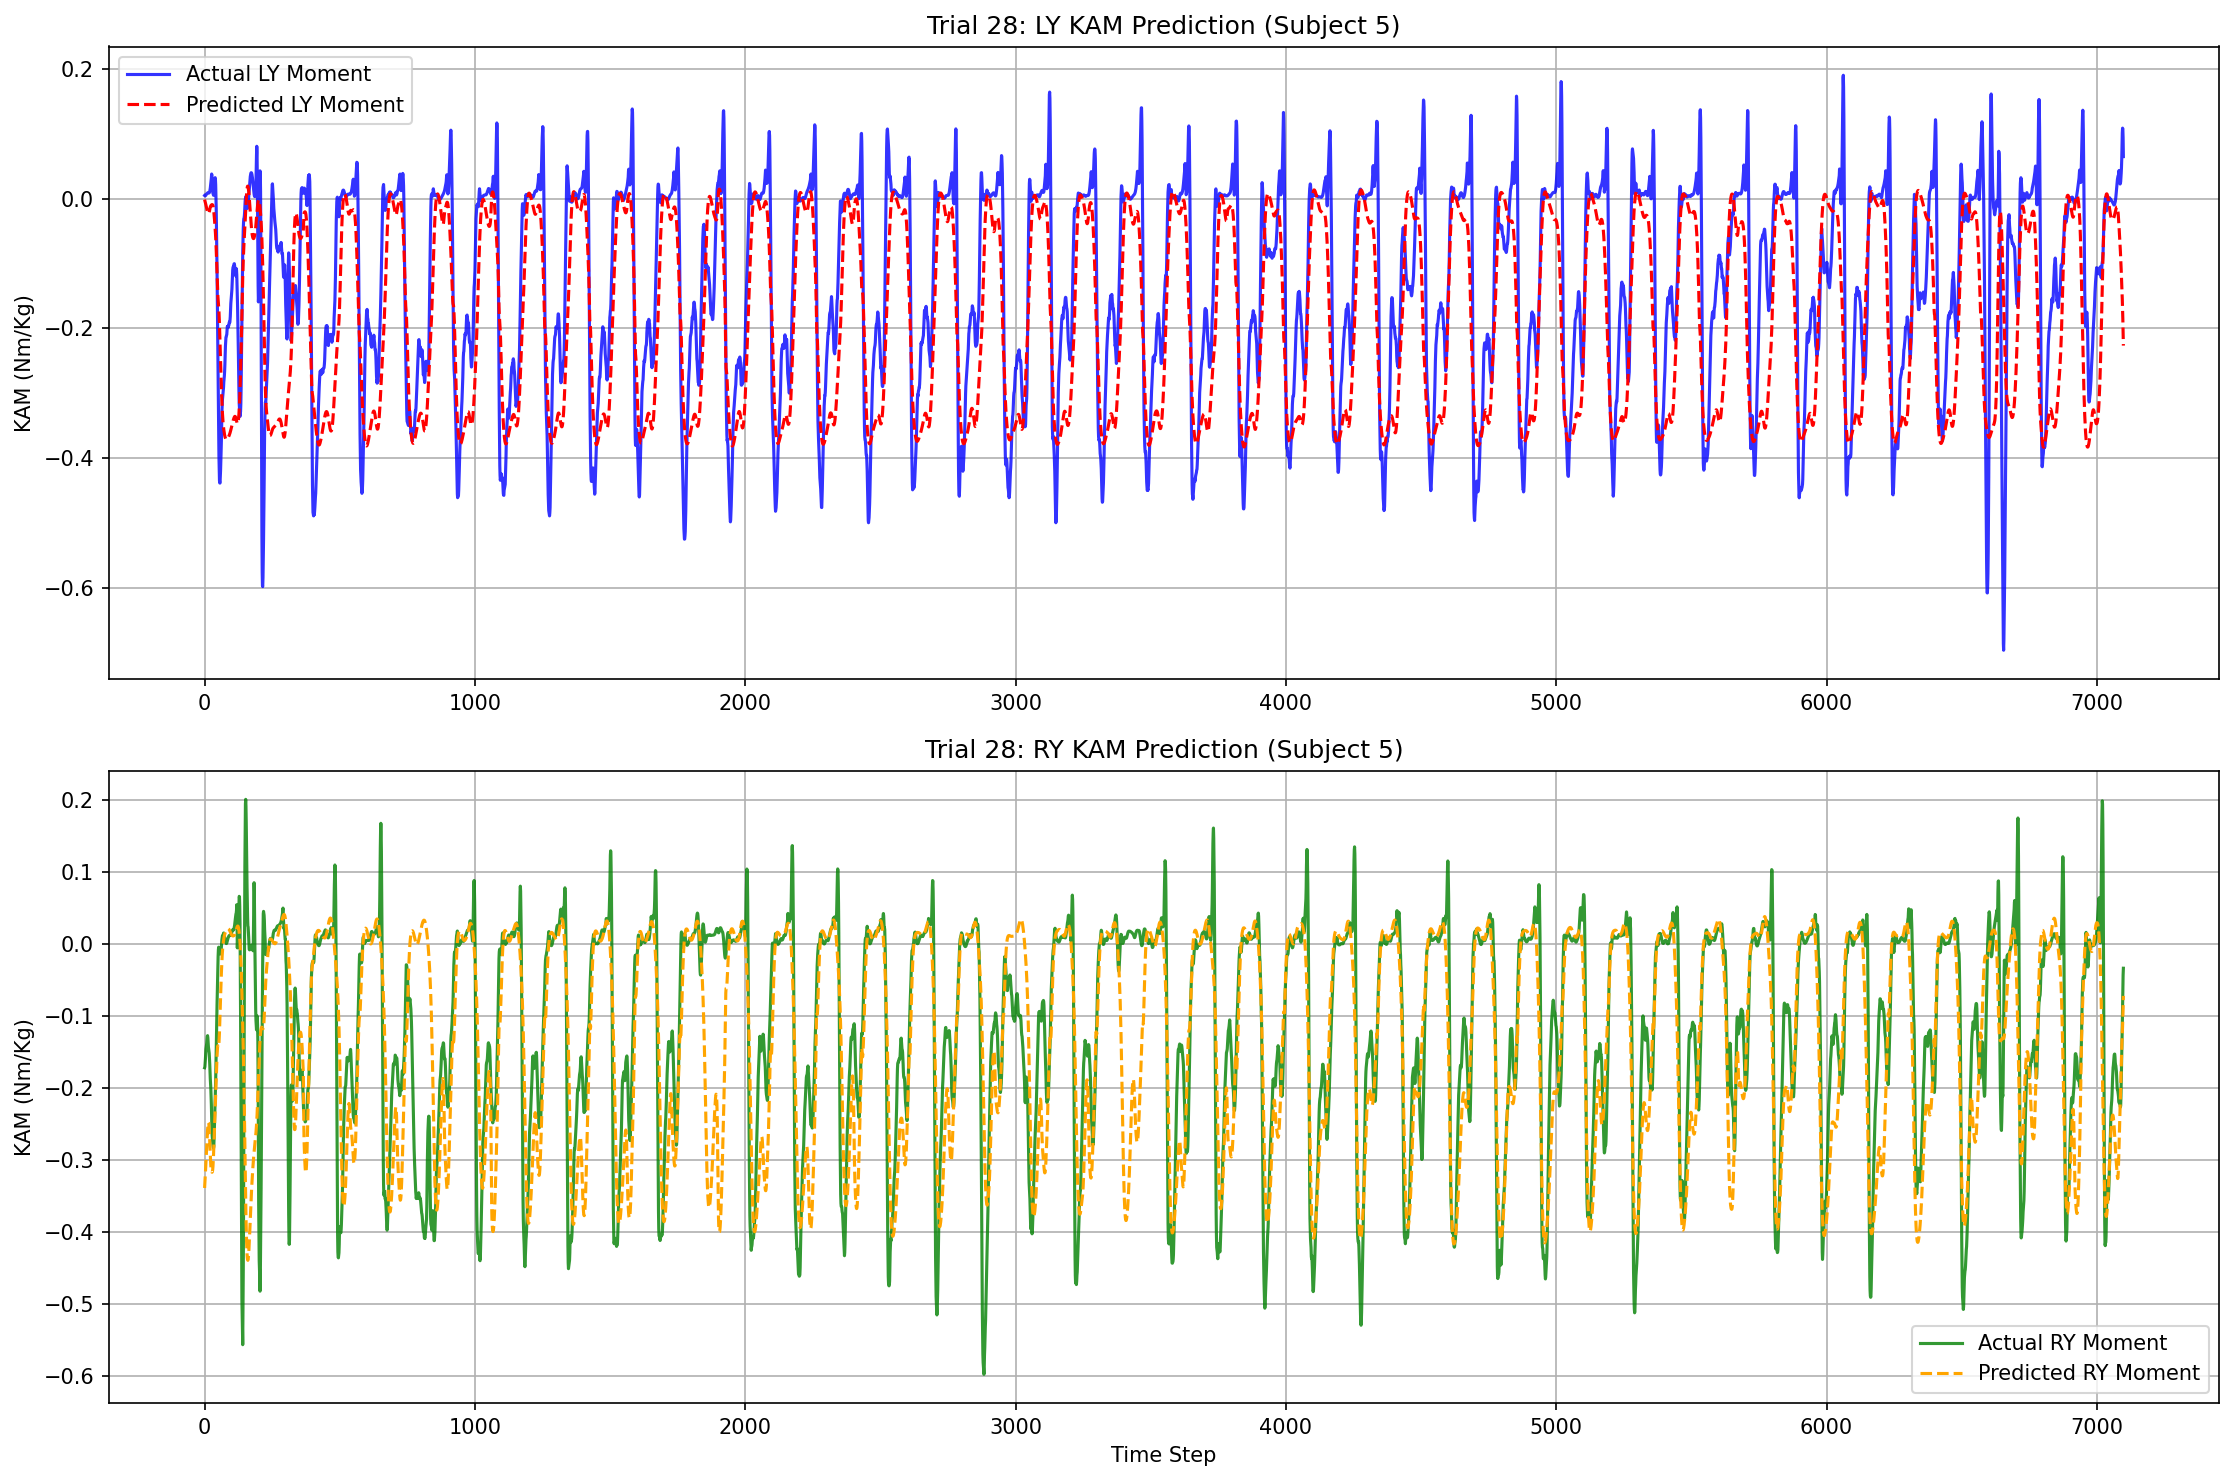 Trial 28: LY KAM Prediction (Subject 5)
Actual LY Moment
Predicted LY Moment
KAM (Nm/Kg)
0.2
0.0
−0.2
−0.4
−0.6
0 1000 2000 3000 4000 5000 6000 7000
Trial 28: RY KAM Prediction (Subject 5)
KAM (Nm/Kg)
0.2
0.1
0.0
−0.1
−0.2
−0.3
−0.4
−0.5
−0.6
Actual RY Moment
Predicted RY Moment
0 1000 2000 3000 4000 5000 6000 7000
Time Step